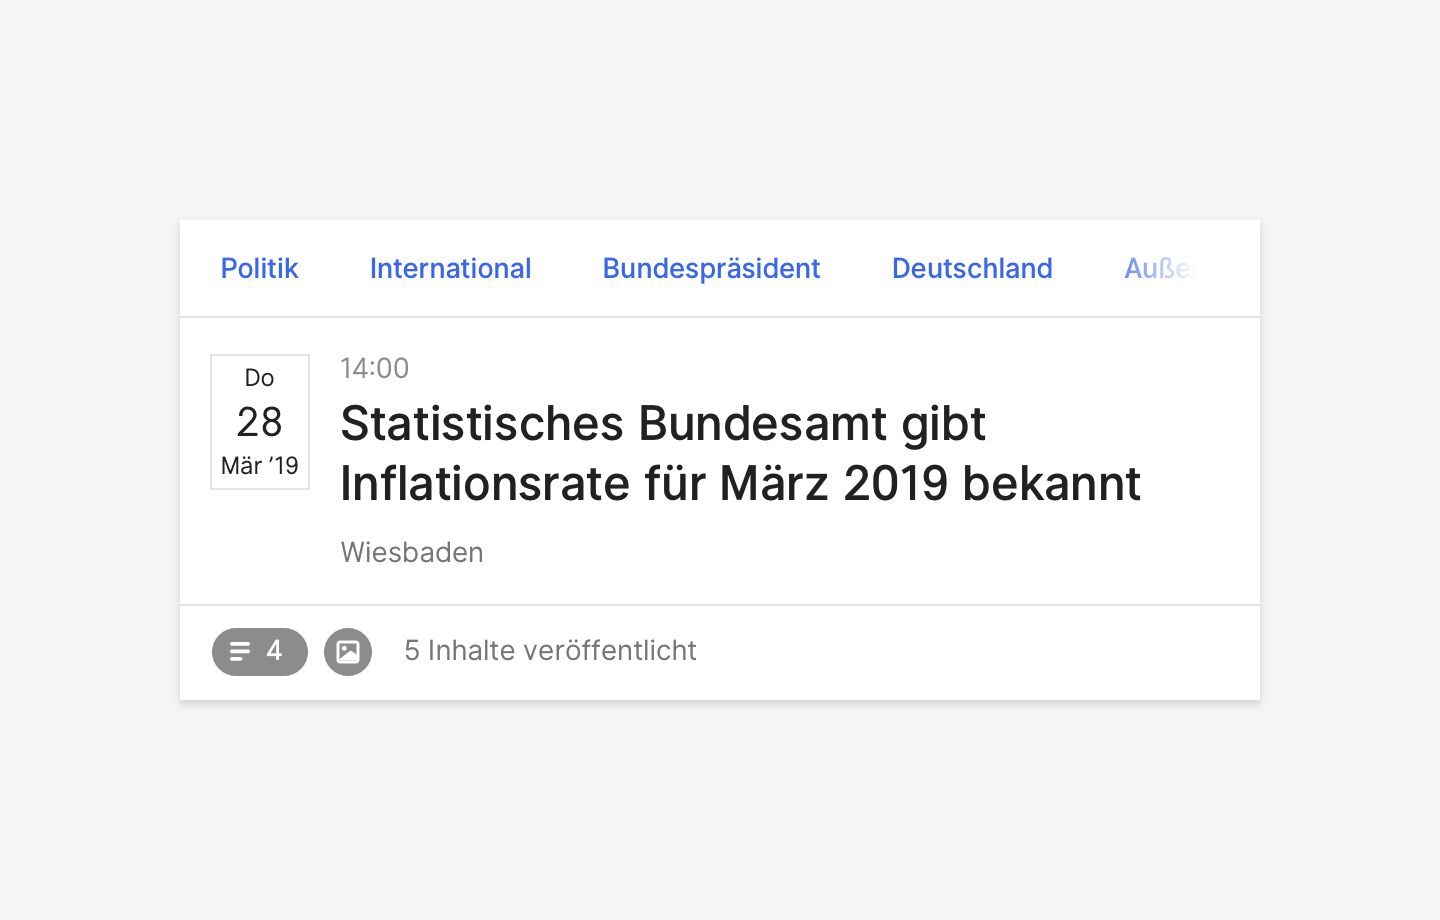 Politik International Bundespräsident Deutschland Auße
Do
28
Mär ’19
14:00
Statistisches Bundesamt gibt
Inflationsrate für März 2019 bekannt
Wiesbaden
4 5 Inhalte veröffentlicht